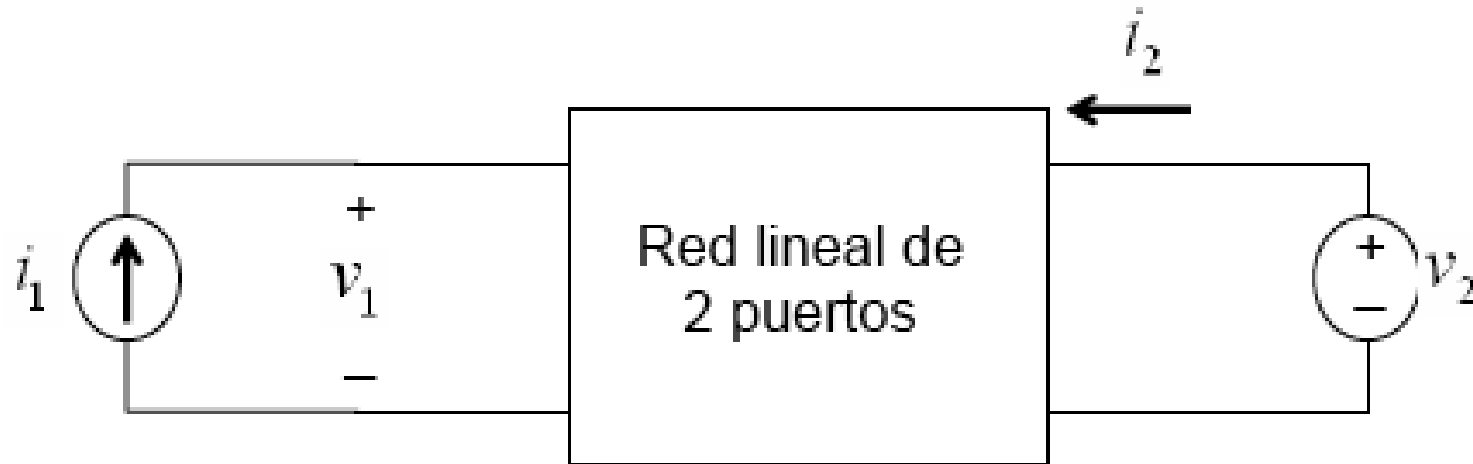 i₂
+
Red lineal de
+
i₁
v₁
v₂
2 puertos
−
−